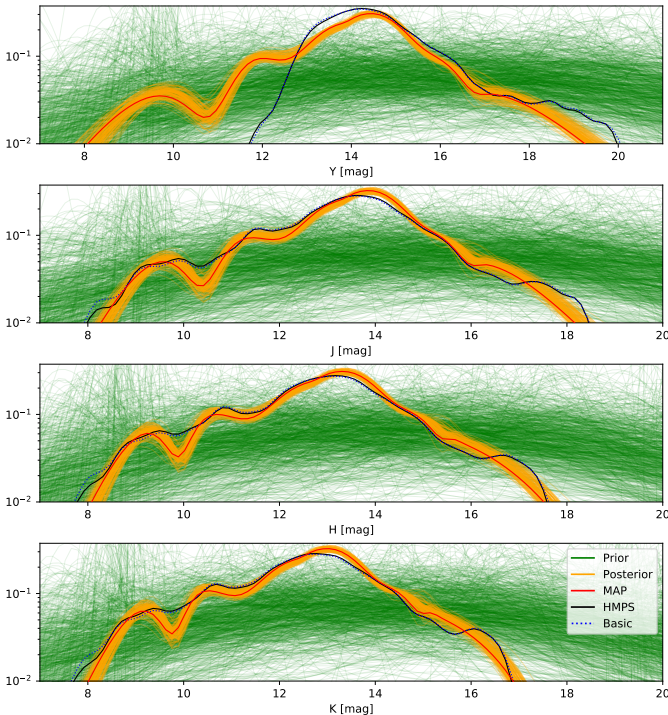 10⁻¹
10⁻²
8 10 12 14 16 18 20
Y [mag]
10⁻¹
10⁻²
8 10 12 14 16 18 20
J [mag]
10⁻¹
10⁻²
8 10 12 14 16 18 20
H [mag]
10⁻¹
10⁻²
8 10 12 14 16 18 20
K [mag]
Prior
Posterior
MAP
HMPS
Basic